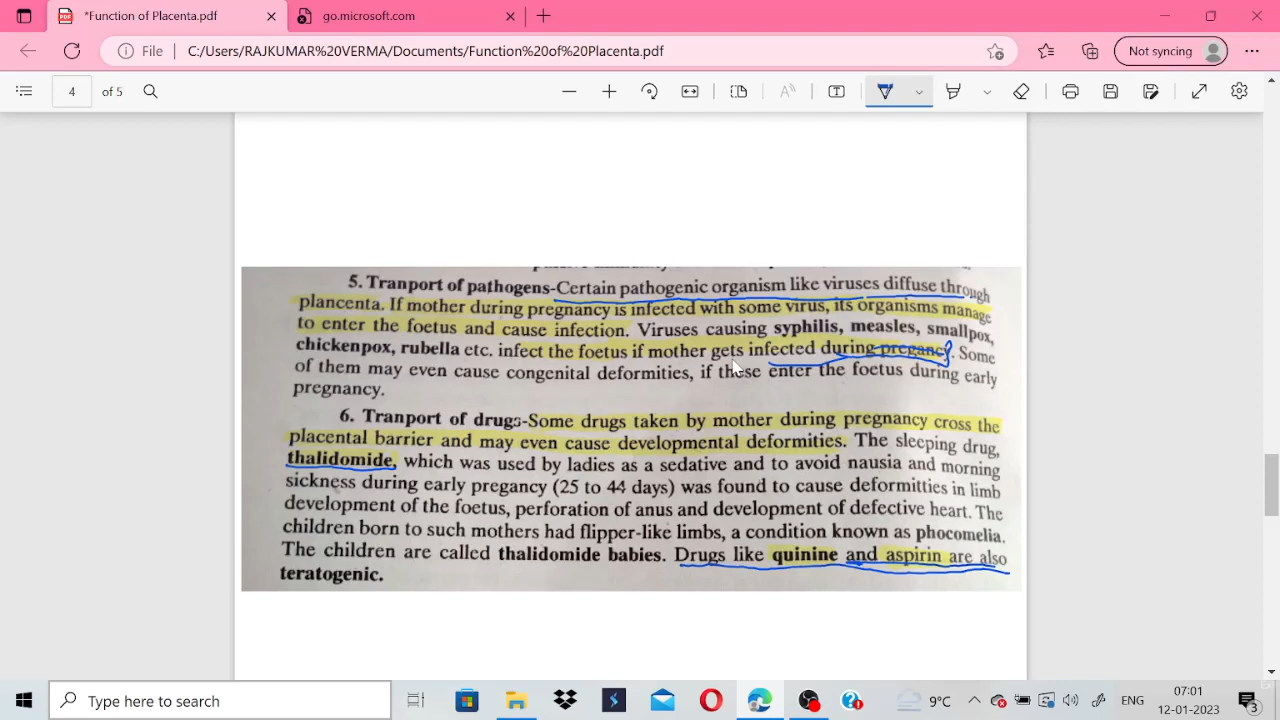 *Function of Placenta.pdf
go.microsoft.com
File
C:/Users/RAJKUMAR%20VERMA/Documents/Function%20of%20Placenta.pdf
Not syncing
4
of 5
5. Tranport of pathogens-Certain pathogenic organism like viruses diffuse through
plancenta. If mother during pregnancy is infected with some virus, its organisms manage
to enter the foetus and cause infection. Viruses causing syphilis, measles, smallpox,
chickenpox, rubella etc. infect the foetus if mother gets infected during pregancy. Some
of them may even cause congenital deformities, if these enter the foetus during early
pregnancy.
6. Tranport of drugs-Some drugs taken by mother during pregnancy cross the
placental barrier and may even cause developmental deformities. The sleeping drug,
thalidomide, which was used by ladies as a sedative and to avoid nausia and morning
sickness during early pregancy (25 to 44 days) was found to cause deformitties in limb
development of the foetus, perforation of anus and development of defective heart. The
children born to such mothers had flipper-like limbs, a condition known as phocomelia.
The children are called thalidomide babies. Drugs like quinine and aspirin are also
teratogenic.
Type here to search
9°C
ENG
07:01
12-01-2023
3